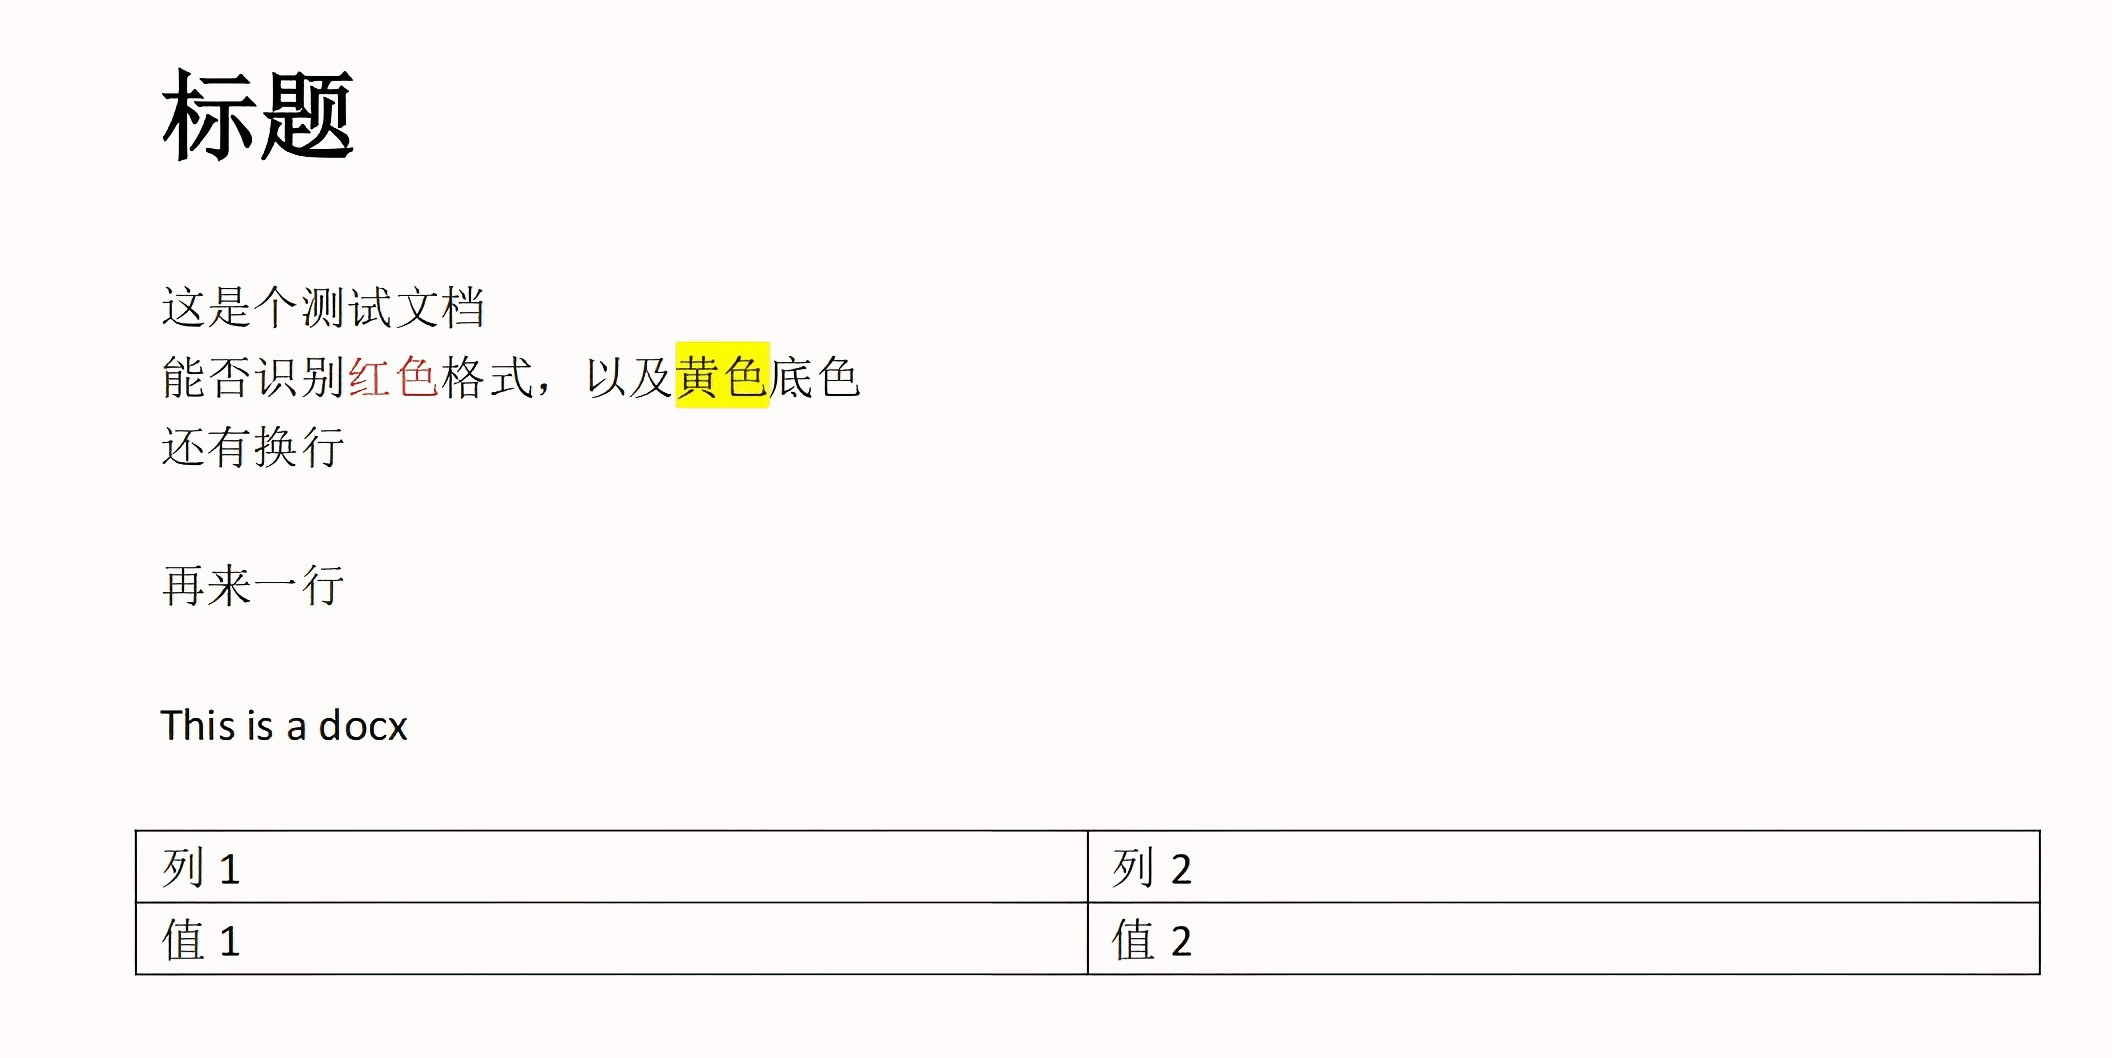 标题
这是个测试文档
能否识别红色格式，以及黄色底色
还有换行
再来一行
This is a docx
列 1 列 2
值 1 值 2